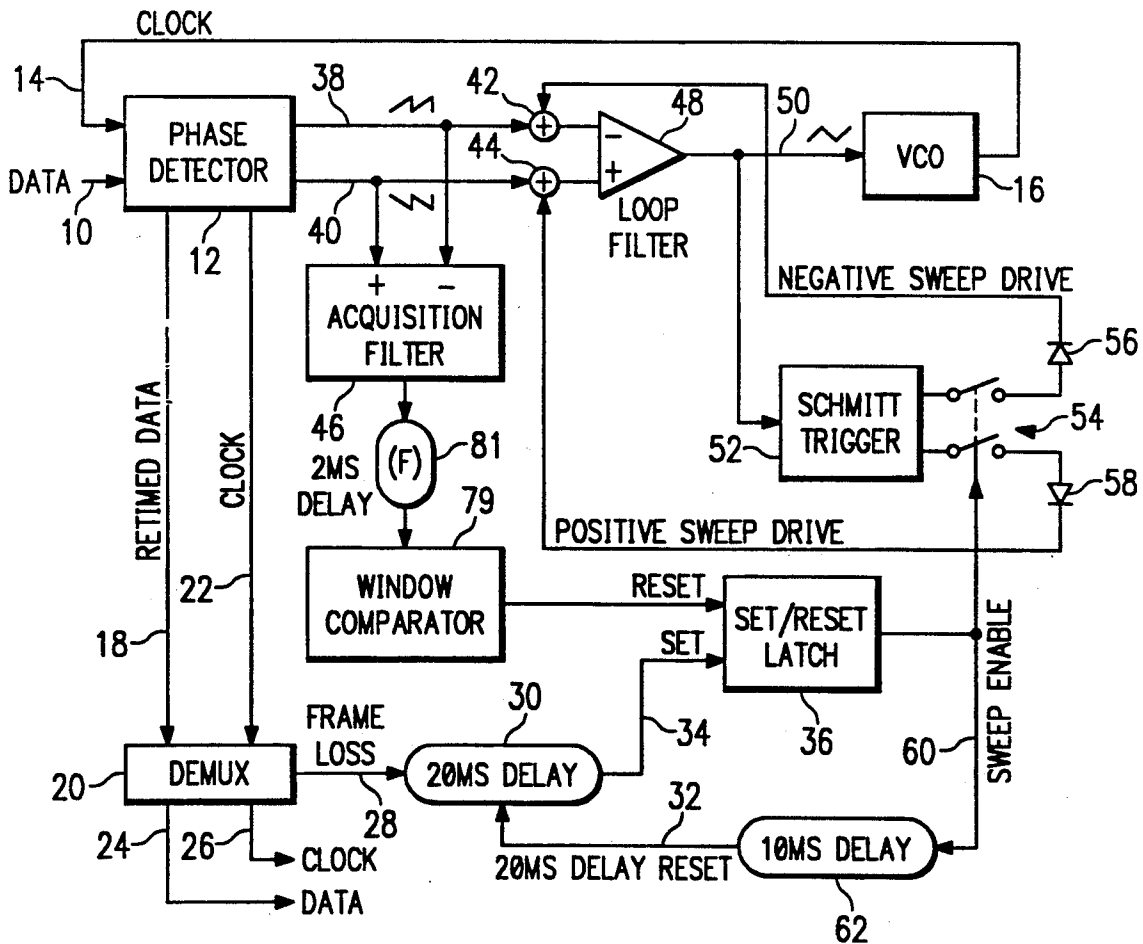 CLOCK
14
38
42
48
50
PHASE
DETECTOR
+
−
VCO
DATA
44
+
+
10
12
40
LOOP
FILTER
16
+ −
ACQUISITION
FILTER
NEGATIVE SWEEP DRIVE
56
46
SCHMITT
TRIGGER
52
54
2MS
DELAY
(F)
81
58
RETIMED DATA
CLOCK
79
POSITIVE SWEEP DRIVE
WINDOW
COMPARATOR
RESET
SET/RESET
LATCH
SET
22
18
36
34
60
SWEEP ENABLE
FRAME
LOSS
30
20
DEMUX
20MS DELAY
28
32
24
26
20MS DELAY RESET
10MS DELAY
62
CLOCK
DATA